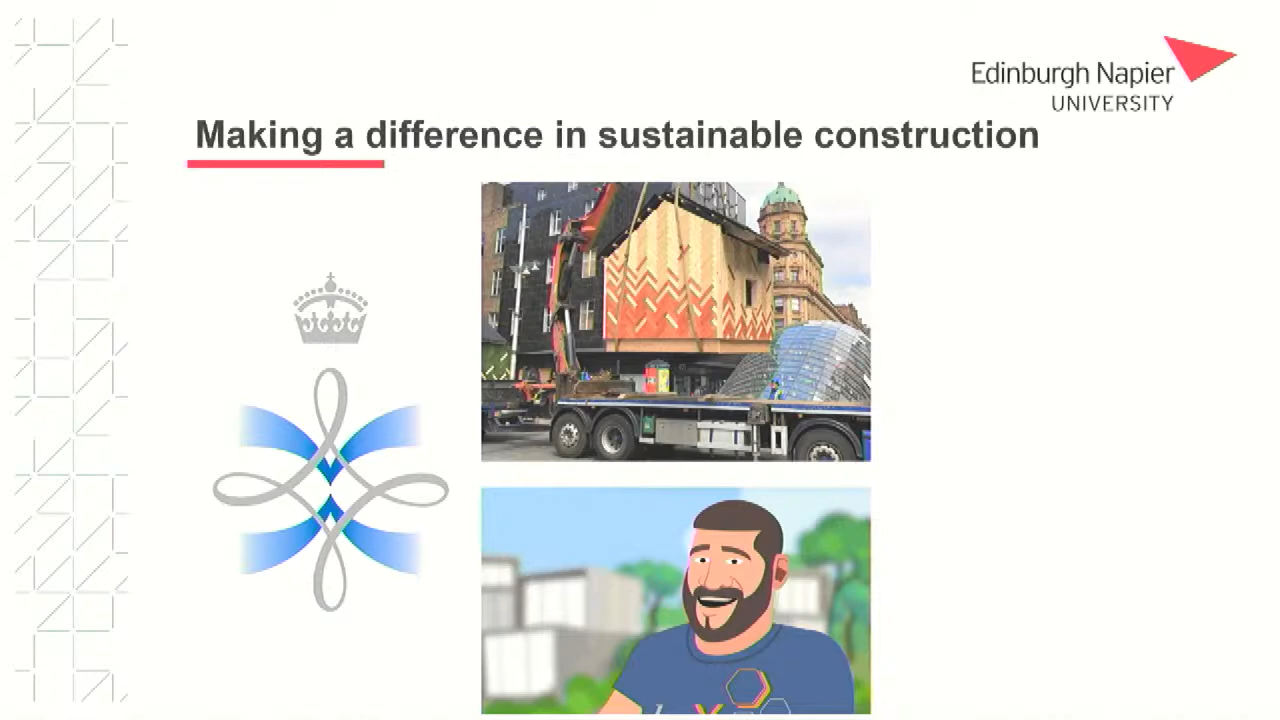 Edinburgh Napier
UNIVERSITY
Making a difference in sustainable construction